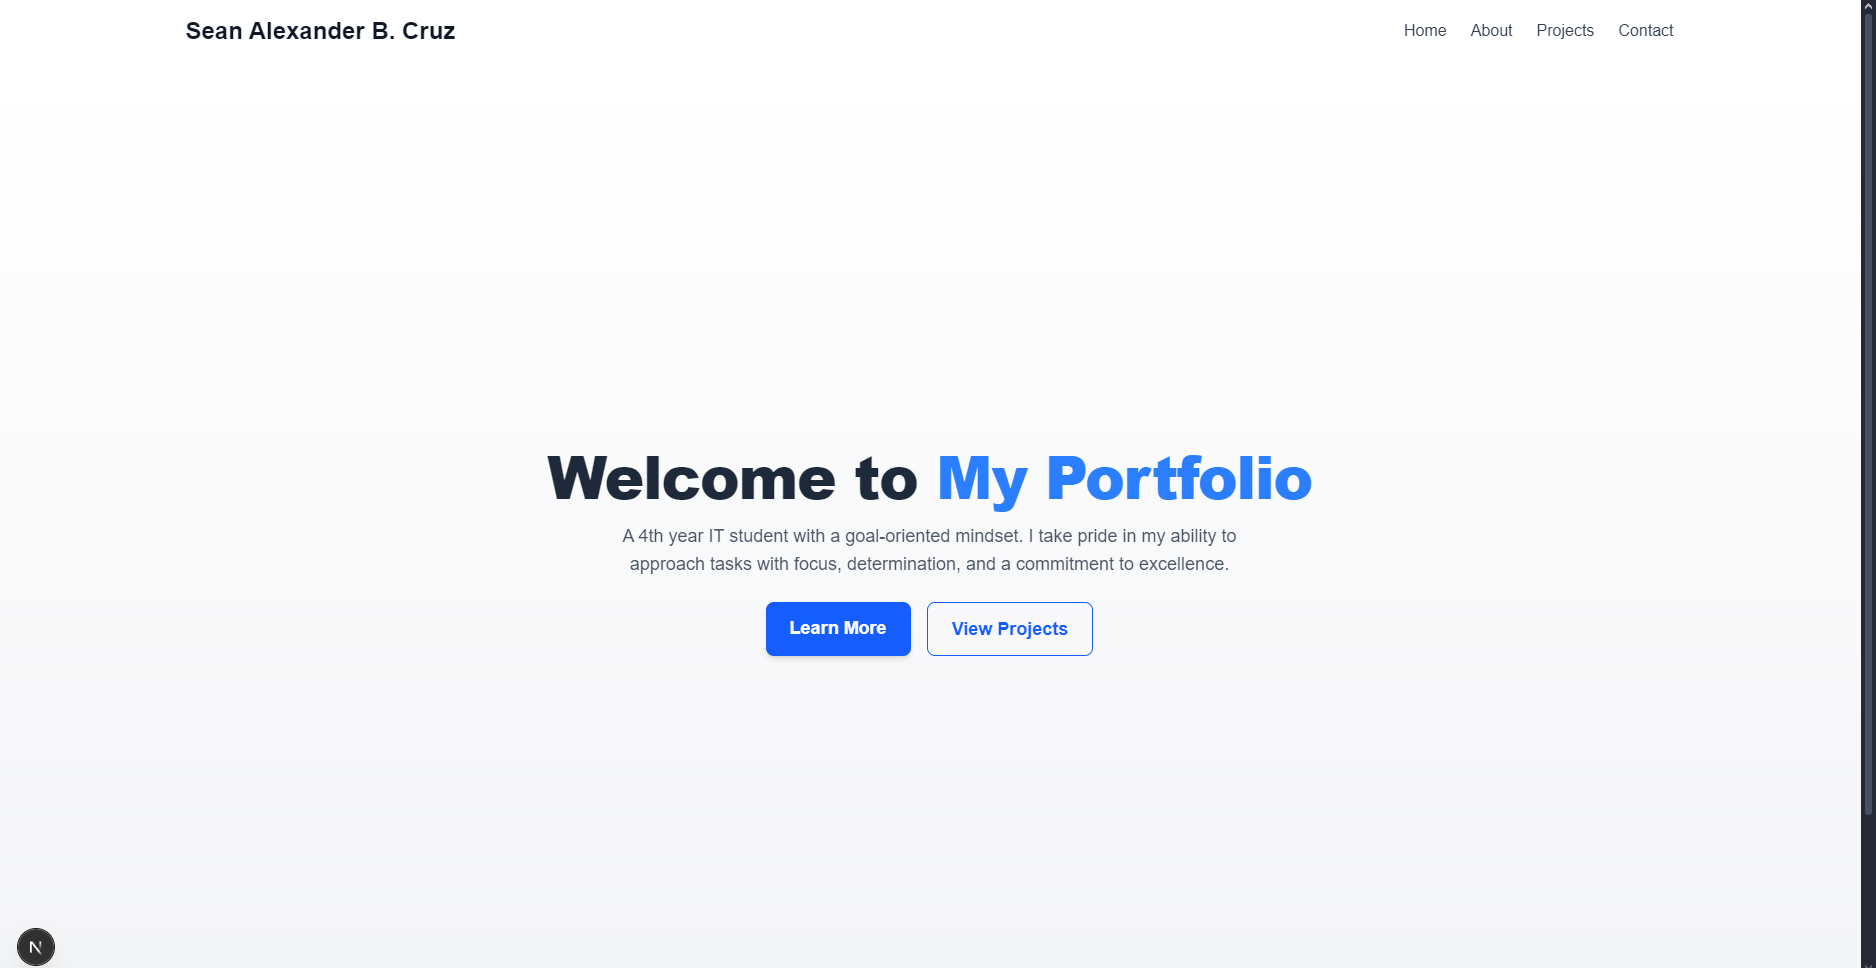 Sean Alexander B. Cruz
Home About Projects Contact
Welcome to My Portfolio
A 4th year IT student with a goal-oriented mindset. I take pride in my ability to
approach tasks with focus, determination, and a commitment to excellence.
Learn More
View Projects
N